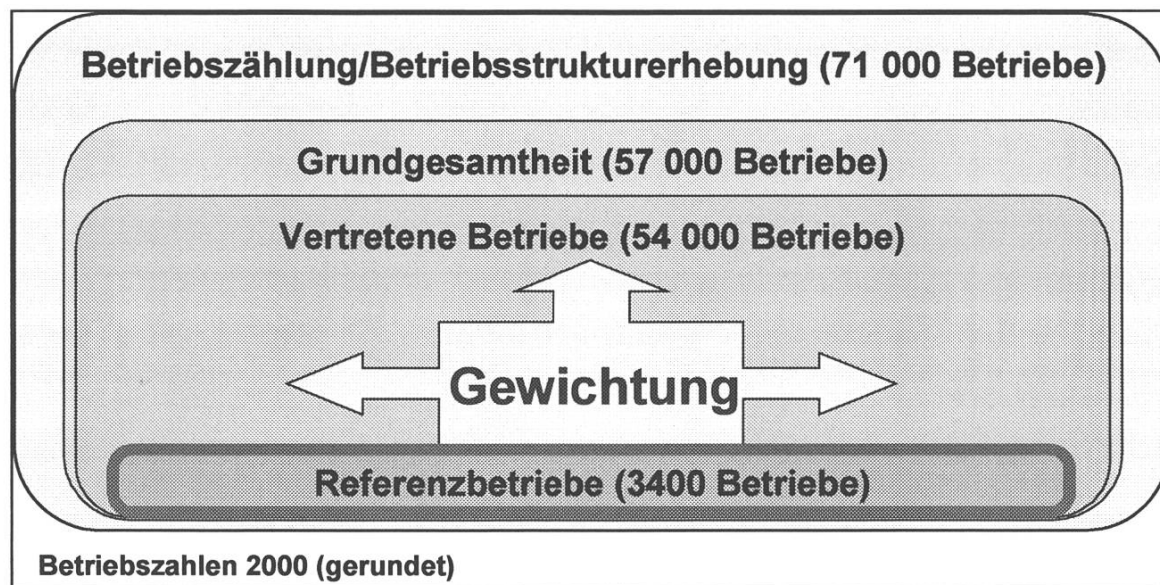 Betriebszählung/Betriebsstrukturerhebung (71 000 Betriebe)
Grundgesamtheit (57 000 Betriebe)
Vertretene Betriebe (54 000 Betriebe)
Gewichtung
Referenzbetriebe (3400 Betriebe)
Betriebszahlen 2000 (gerundet)